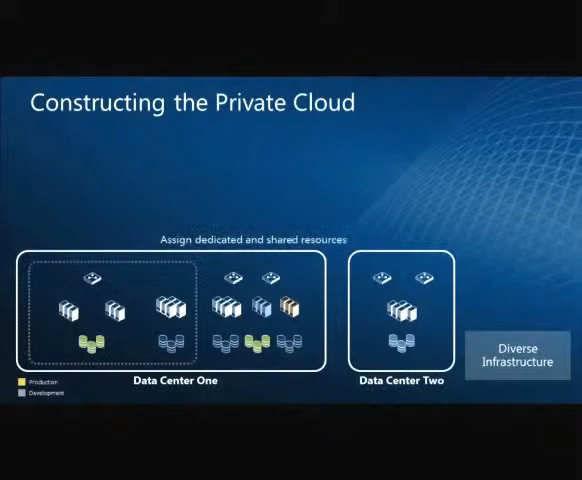 Constructing the Private Cloud
Assign dedicated and shared resources
Diverse
Infrastructure
Production
Development
Data Center One
Data Center Two